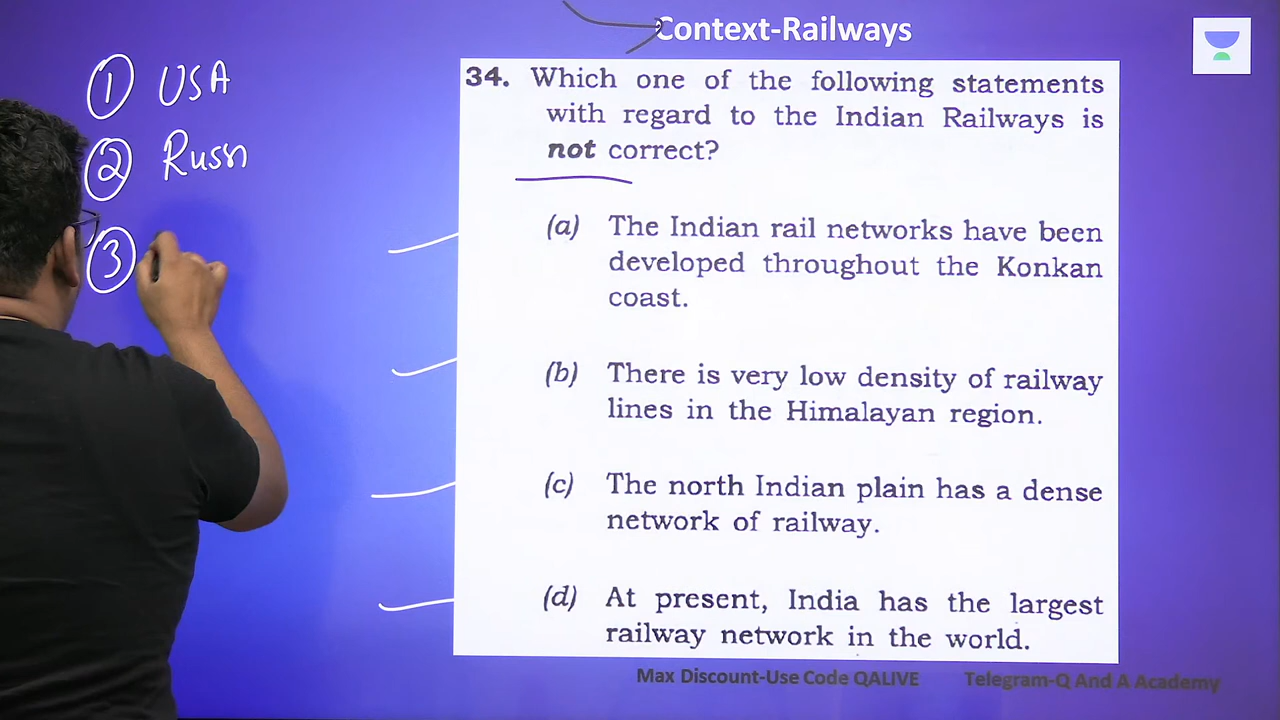 Context-Railways
① USA
② Russ
③
34. Which one of the following statements
with regard to the Indian Railways is
not correct?
(a) The Indian rail networks have been
developed throughout the Konkan
coast.
(b) There is very low density of railway
lines in the Himalayan region.
(c) The north Indian plain has a dense
network of railway.
(d) At present, India has the largest
railway network in the world.
Max Discount-Use Code QALIVE Telegram-Q And A Academy